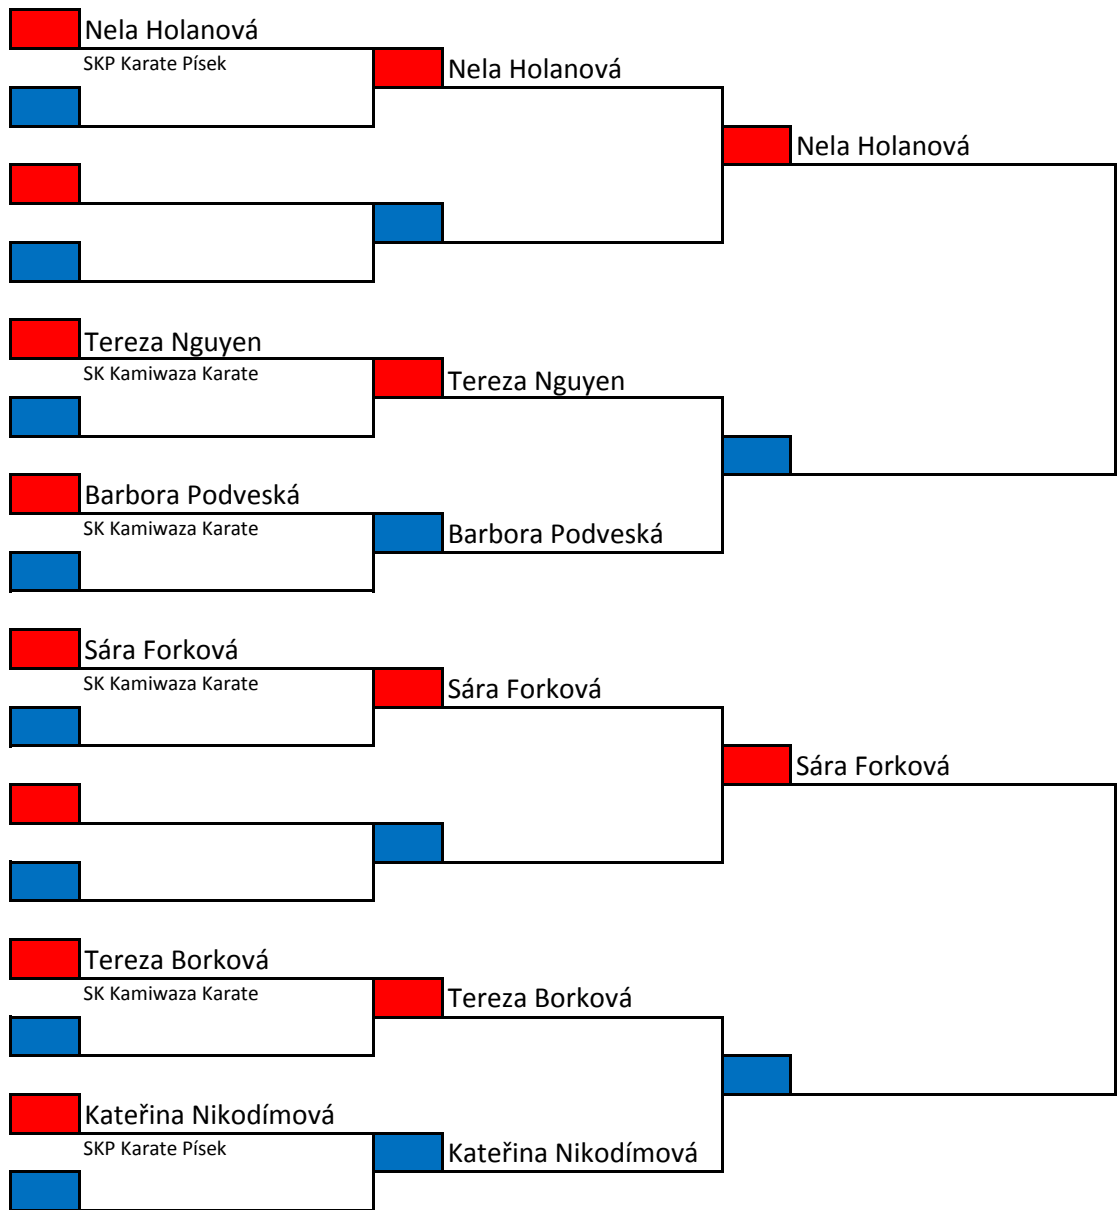 Nela Holanová
SKP Karate Písek
Nela Holanová
Nela Holanová
Tereza Nguyen
SK Kamiwaza Karate
Tereza Nguyen
Barbora Podveská
SK Kamiwaza Karate
Barbora Podveská
Sára Forková
SK Kamiwaza Karate
Sára Forková
Sára Forková
Tereza Borková
SK Kamiwaza Karate
Tereza Borková
Kateřina Nikodímová
SKP Karate Písek
Kateřina Nikodímová